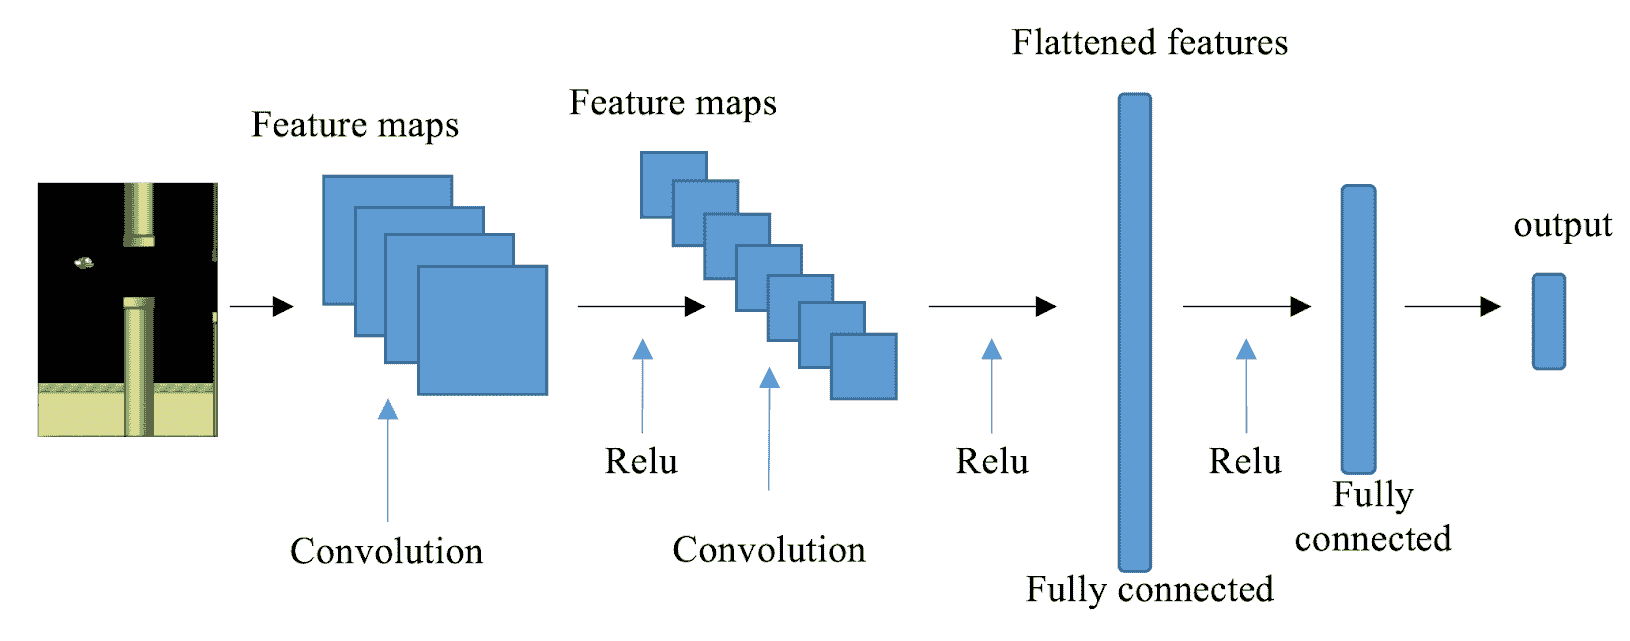 Flattened features
Feature maps
Feature maps
output
Relu
Relu
Relu
Fully
connected
Convolution
Convolution
Fully connected